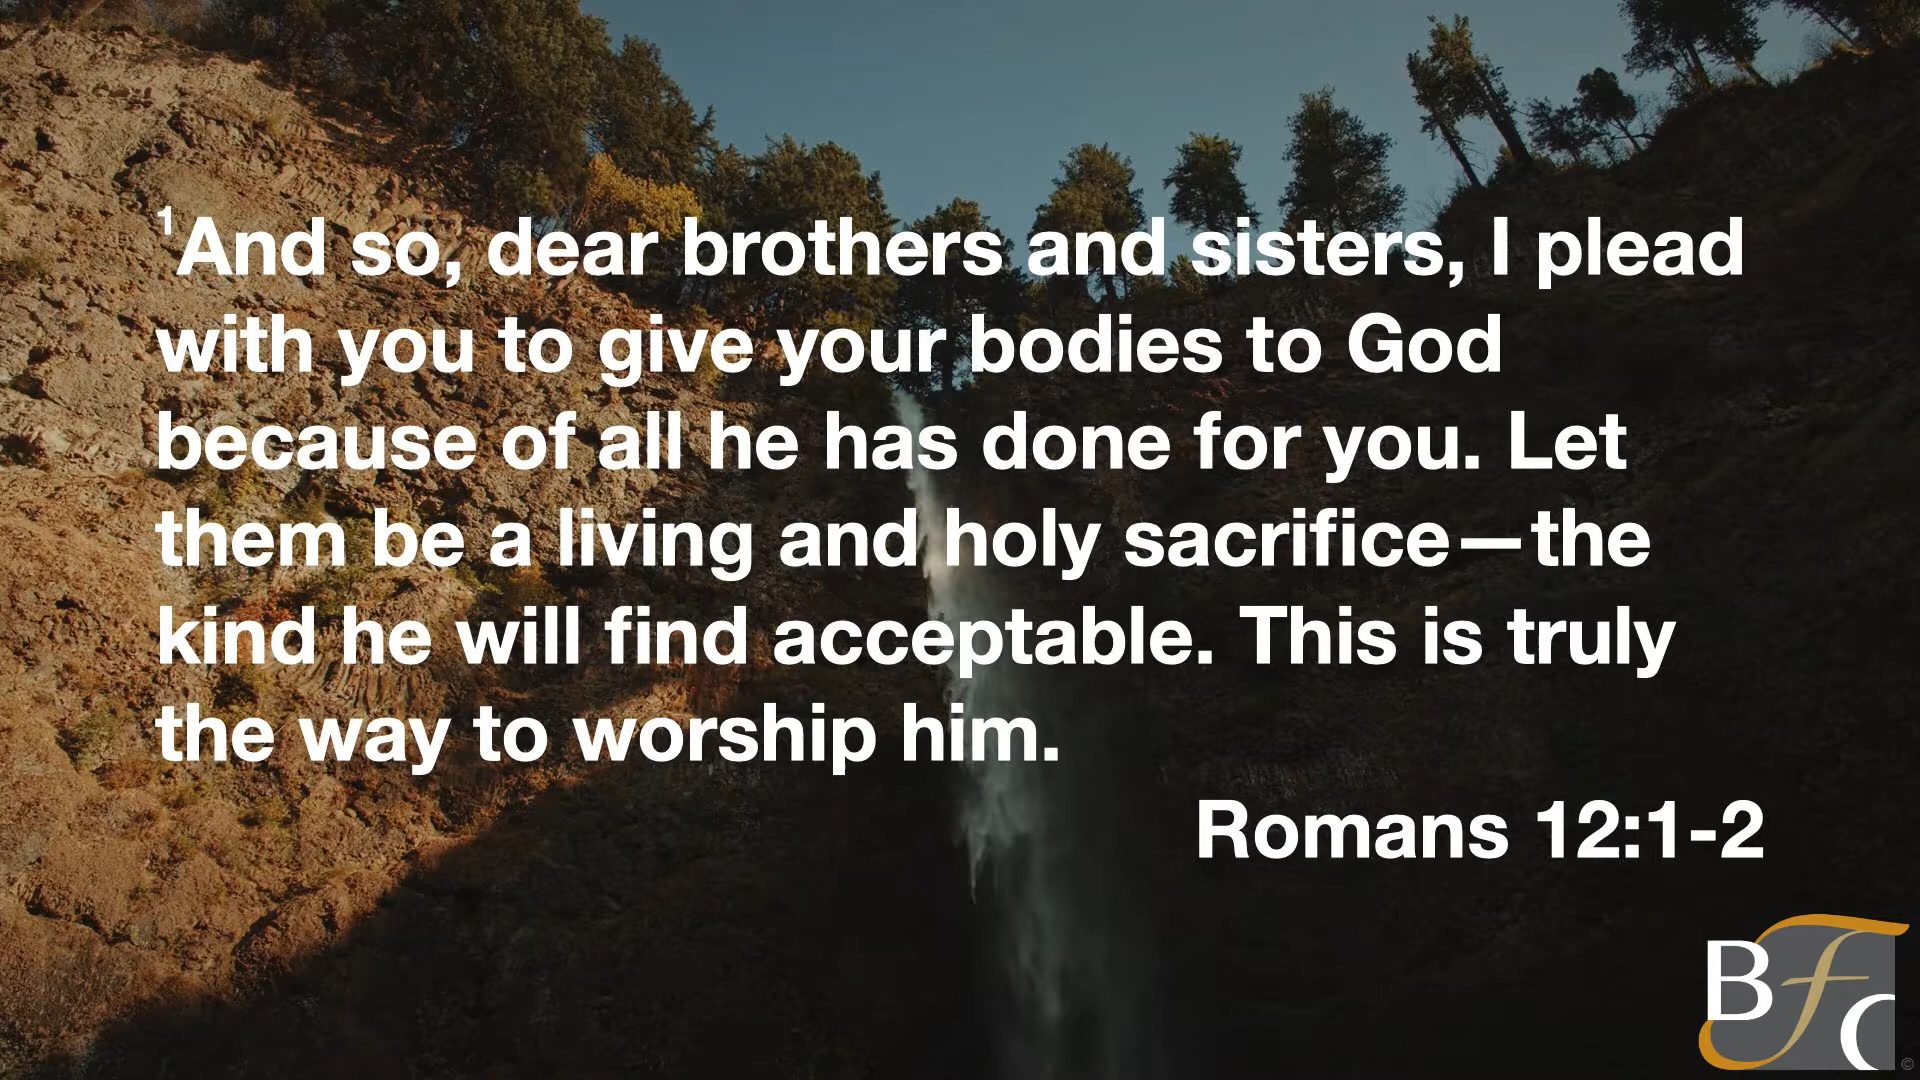 ¹And so, dear brothers and sisters, I plead
with you to give your bodies to God
because of all he has done for you. Let
them be a living and holy sacrifice—the
kind he will find acceptable. This is truly
the way to worship him.
Romans 12:1-2
BFC
©